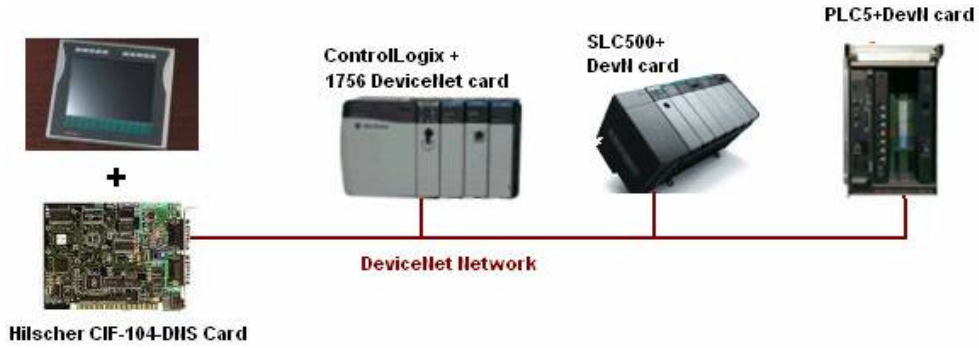 PLC5+DevN card
ControlLogix +
1756 DeviceNet card
SLC500+
DevN card
+
DeviceNet Network
Hilscher CIF-104-DNS Card